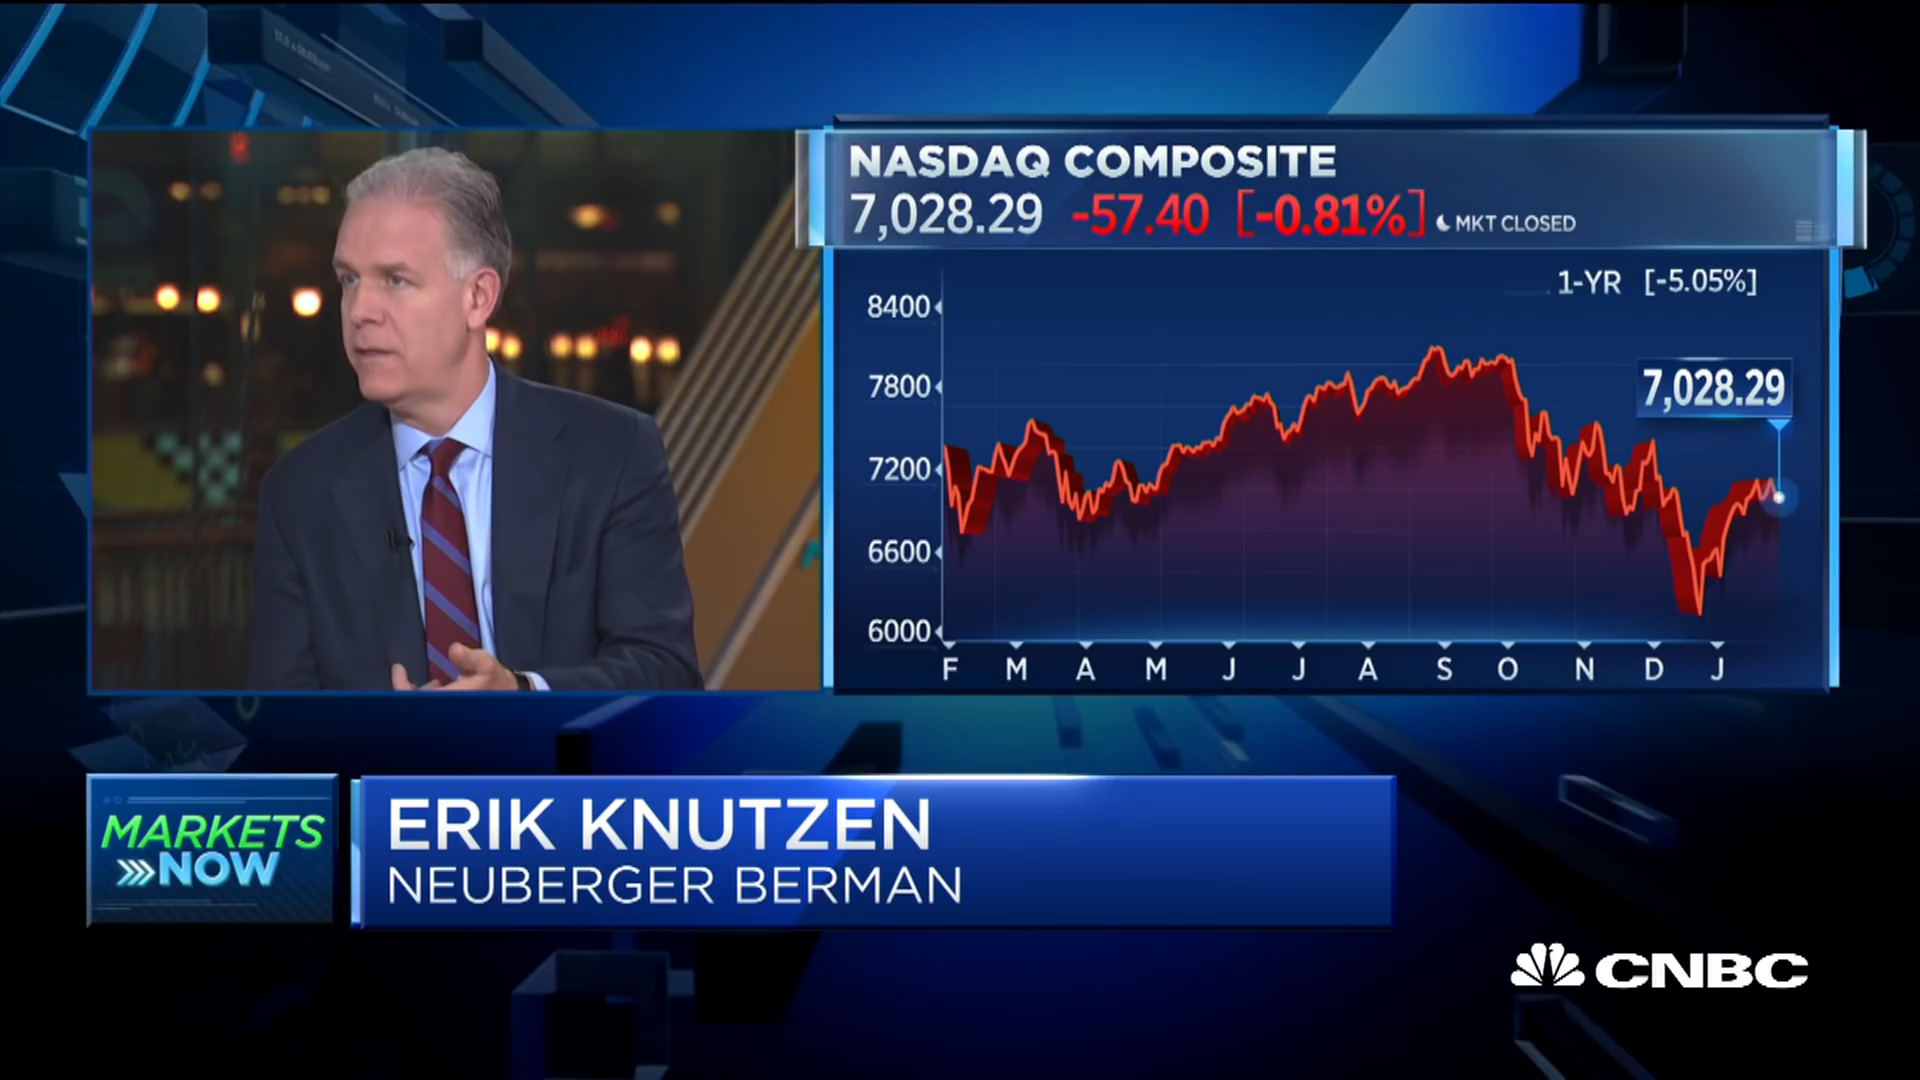 NASDAQ COMPOSITE
7,028.29 -57.40 [-0.81%] MKT CLOSED
1-YR [-5.05%]
8400
7800
7,028.29
7200
6600
6000
F M A M J J A S O N D J
MARKETS
NOW
ERIK KNUTZEN
NEUBERGER BERMAN
CNBC